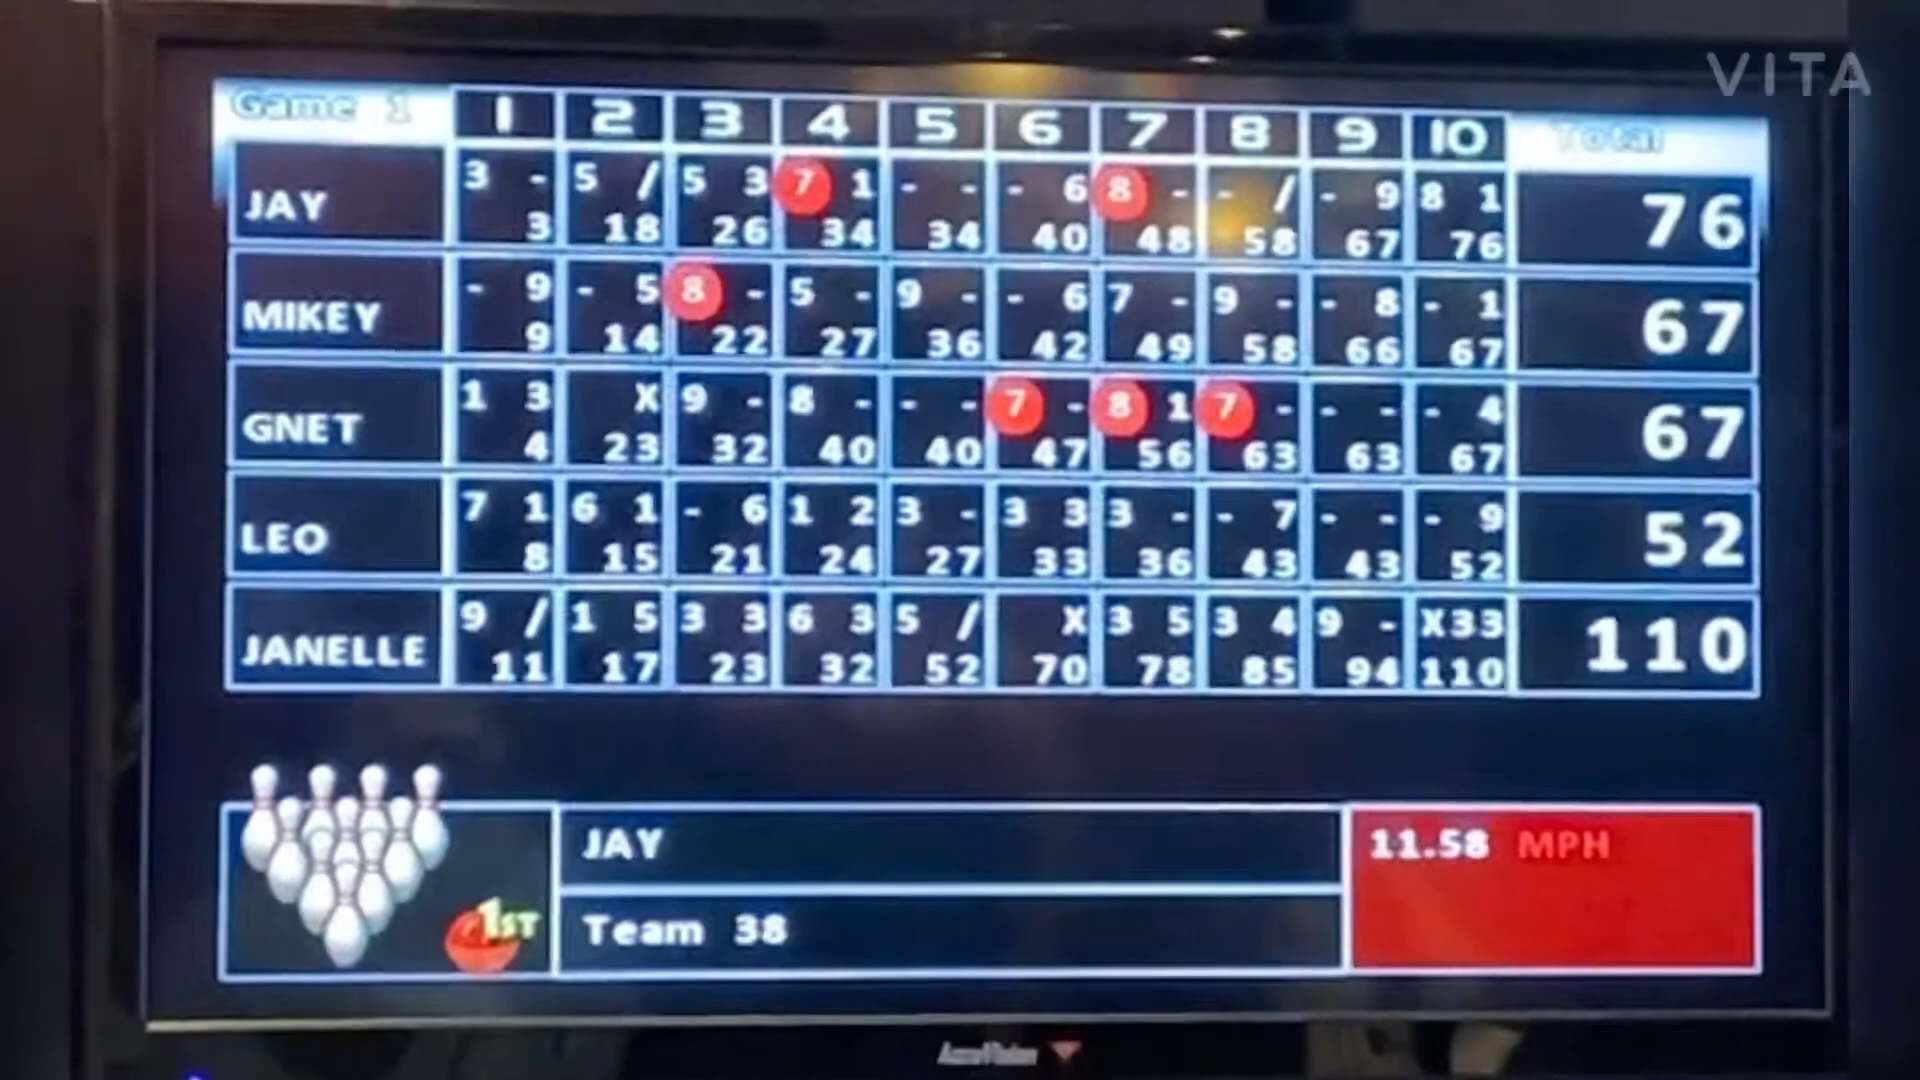 VITA
Game 1 1 2 3 4 5 6 7 8 9 10 Total
JAY 3 - 5 / 5 3 7 1 - - - 6 8 - - / - 9 8 1 76
3 18 26 34 34 40 48 58 67 76
MIKEY - 9 - 5 8 - 5 - 9 - - 6 7 - 9 - - 8 - 1 67
9 14 22 27 36 42 49 58 66 67
GNET 1 3 X 9 - 8 - - - 7 - 8 1 7 - - - - 4 67
4 23 32 40 40 47 56 63 63 67
LEO 7 1 6 1 - 6 1 2 3 - 3 3 3 - - 7 - - - 9 52
8 15 21 24 27 33 36 43 43 52
JANELLE 9 / 1 5 3 3 6 3 5 / X 3 5 3 4 9 - X33 110
11 17 23 32 52 70 78 85 94 110
1ST
JAY
11.58 MPH
Team 38